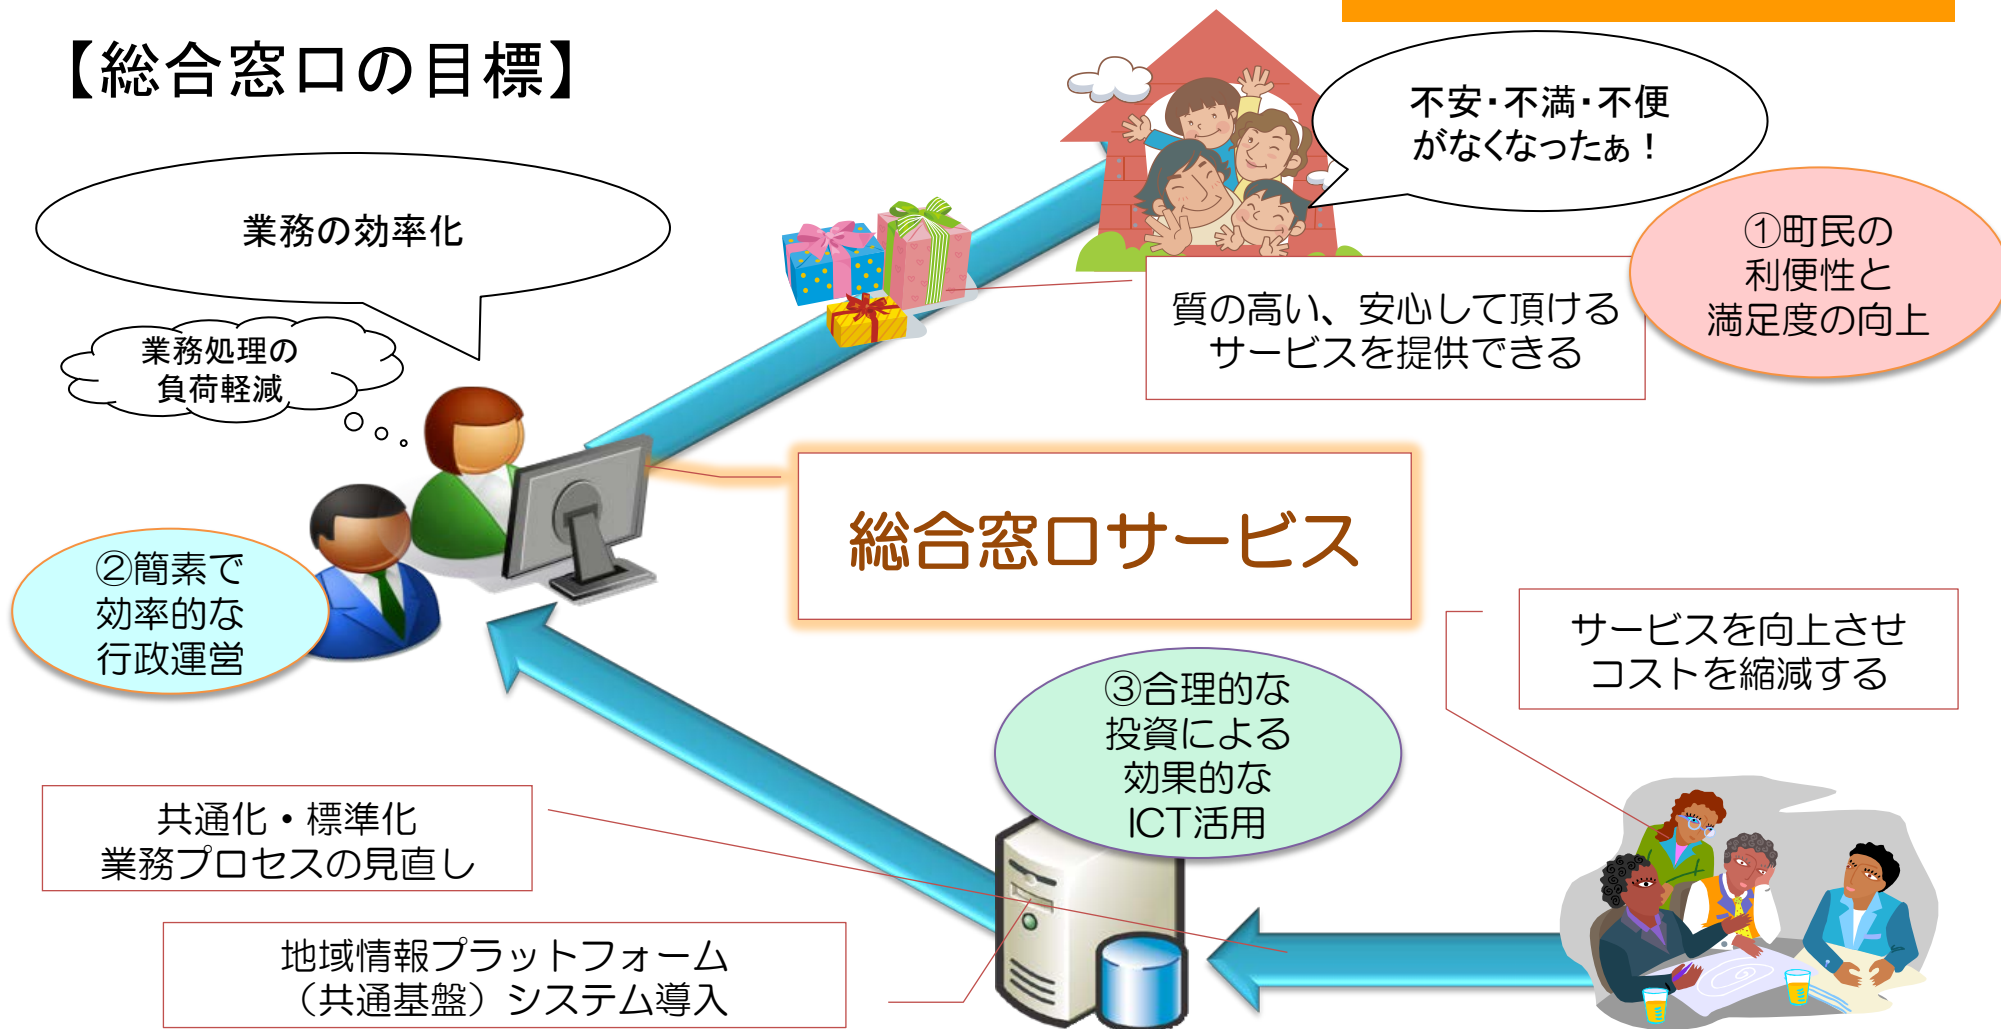 【総合窓口の目標】
不安・不満・不便
がなくなったぁ！
業務の効率化
①町民の
利便性と
満足度の向上
質の高い、安心して頂ける
サービスを提供できる
業務処理の
負荷軽減
総合窓口サービス
②簡素で
効率的な
行政運営
サービスを向上させ
コストを縮減する
③合理的な
投資による
効果的な
ICT活用
共通化・標準化
業務プロセスの見直し
地域情報プラットフォーム
（共通基盤）システム導入